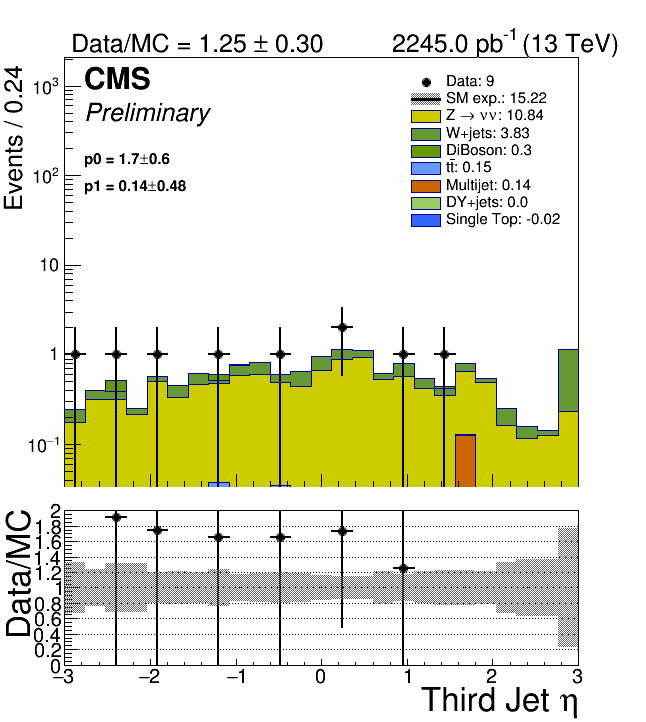 Data/MC = 1.25 ± 0.30 2245.0 pb⁻¹ (13 TeV)
CMS
Preliminary
p0 = 1.7±0.6
p1 = 0.14±0.48
Data: 9
SM exp.: 15.22
Z → νν: 10.84
W+jets: 3.83
DiBoson: 0.3
tt̄: 0.15
Multijet: 0.14
DY+jets: 0.0
Single Top: -0.02
Events / 0.24
10³
10²
10
1
10⁻¹
Data/MC
2
1.8
1.6
1.4
1.2
1
0.8
0.6
0.4
0.2
0
−3 −2 −1 0 1 2 3
Third Jet η